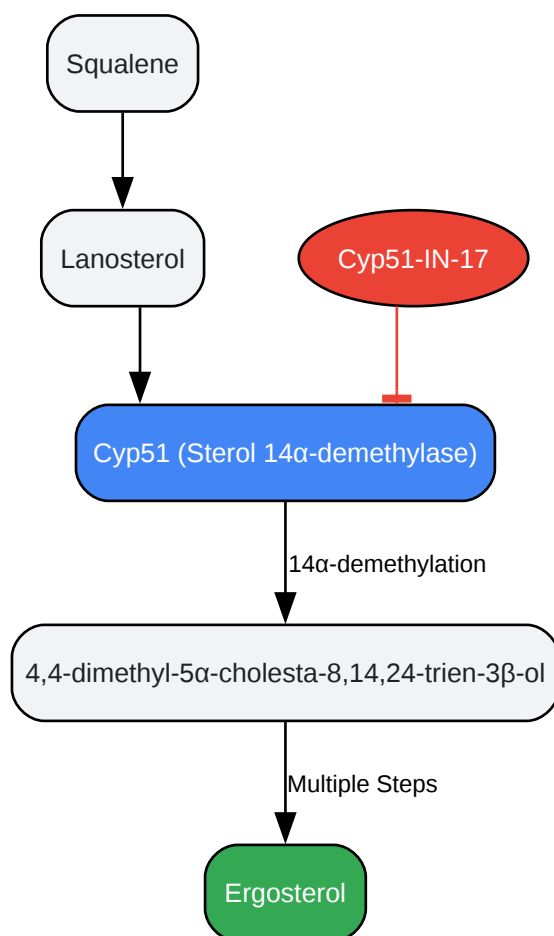 Squalene
Lanosterol
Cyp51-IN-17
Cyp51 (Sterol 14α-demethylase)
14α-demethylation
4,4-dimethyl-5α-cholesta-8,14,24-trien-3β-ol
Multiple Steps
Ergosterol